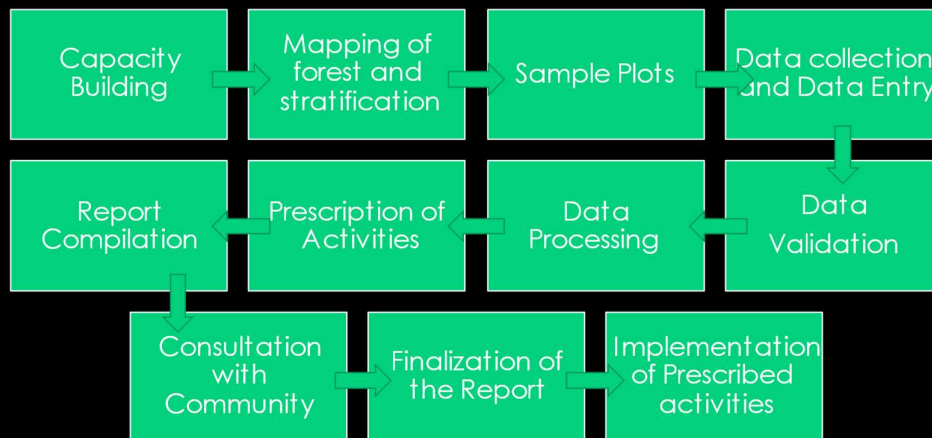 Capacity
Building
Mapping of
forest and
stratification
Sample Plots
Data collection
and Data Entry
Data
Validation
Data
Processing
Prescription of
Activities
Report
Compilation
Consultation
with
Community
Finalization of
the Report
Implementation
of Prescribed
activities